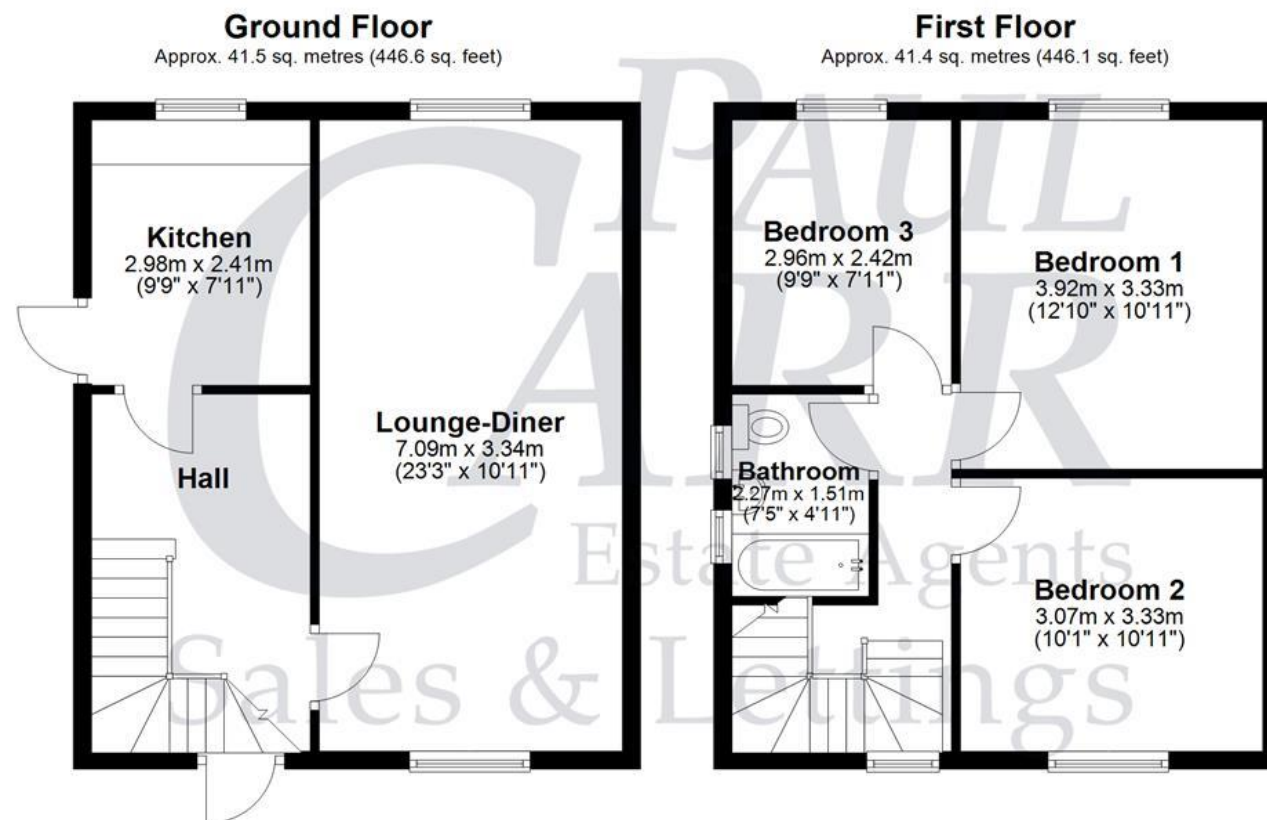 Ground Floor
Approx. 41.5 sq. metres (446.6 sq. feet)
Kitchen
2.98m x 2.41m
(9'9" x 7'11")
Lounge-Diner
7.09m x 3.34m
(23'3" x 10'11")
Hall
First Floor
Approx. 41.4 sq. metres (446.1 sq. feet)
Bedroom 3
2.96m x 2.42m
(9'9" x 7'11")
Bedroom 1
3.92m x 3.33m
(12'10" x 10'11")
Bathroom
2.27m x 1.51m
(7'5" x 4'11")
Bedroom 2
3.07m x 3.33m
(10'1" x 10'11")
PAUL
CARR
Estate Agents
Sales & Lettings